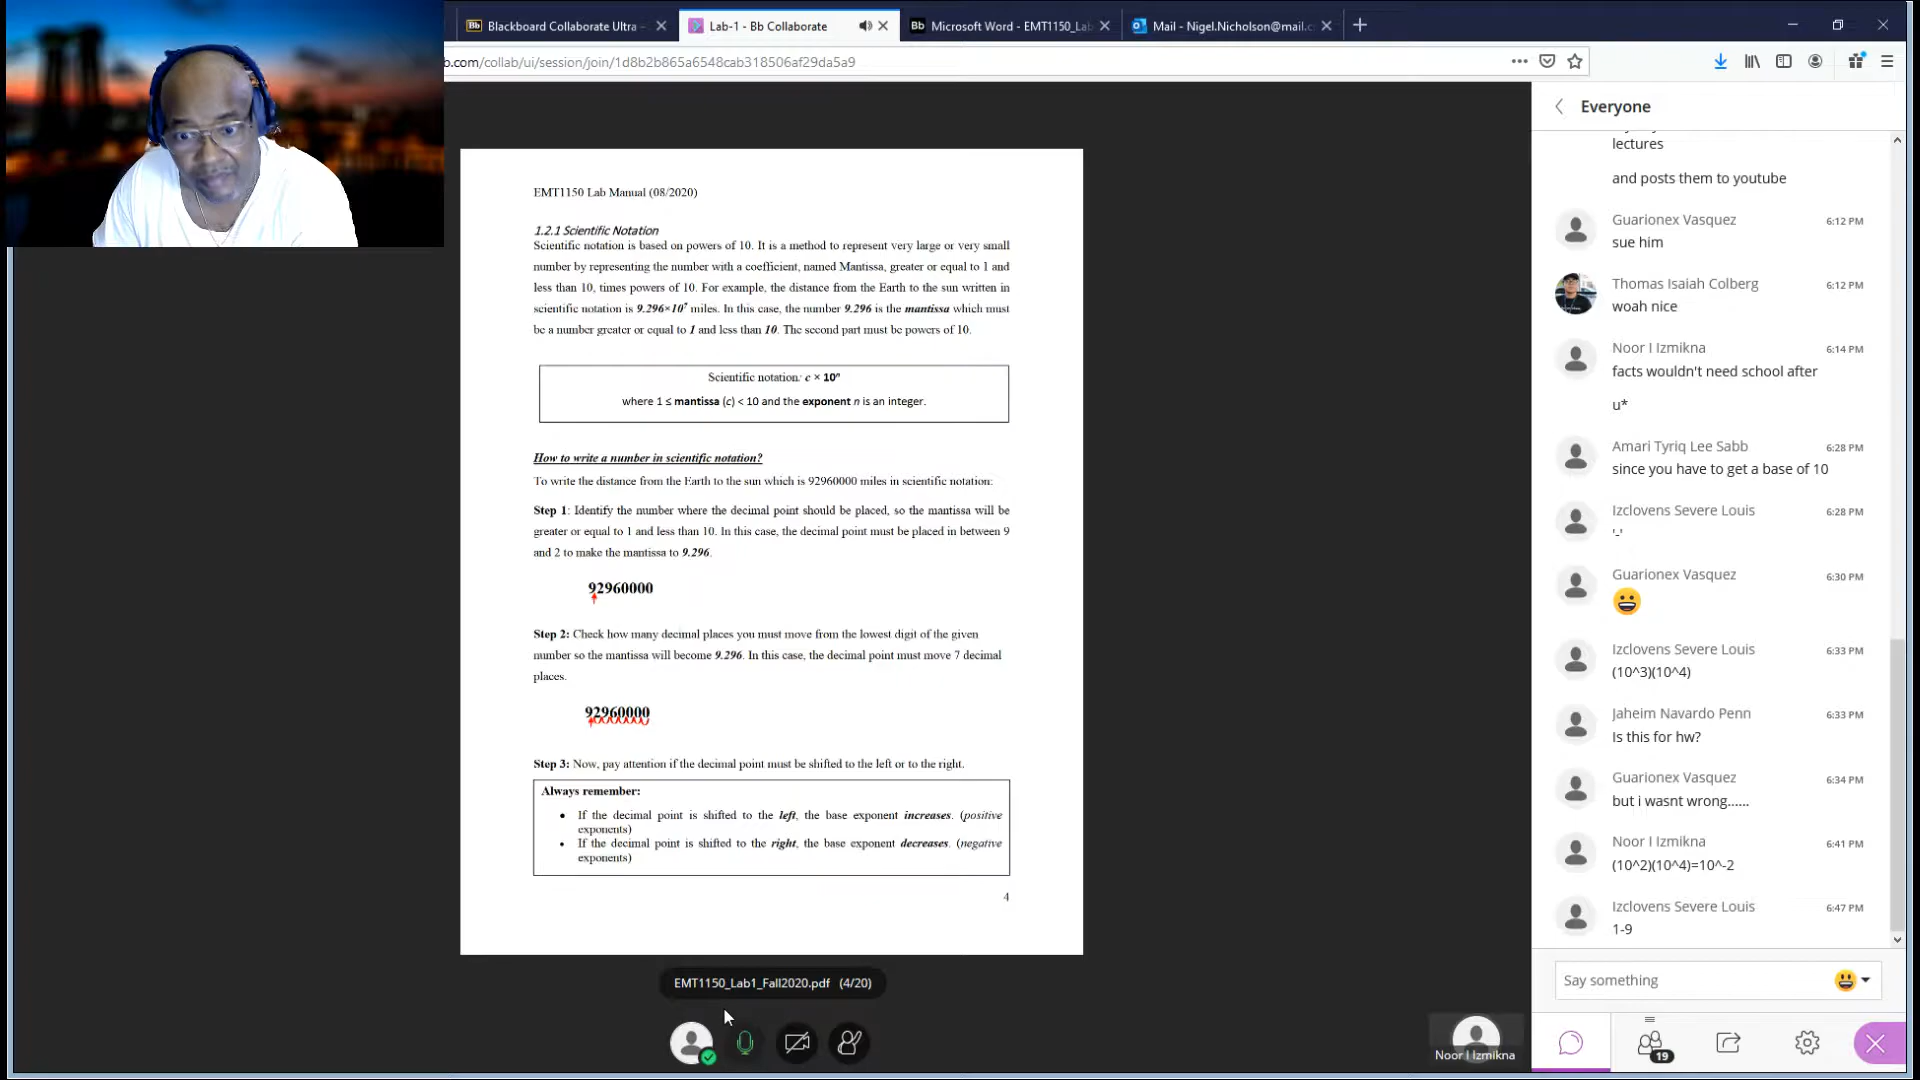 Blackboard Collaborate Ultra –
Lab-1 - Bb Collaborate
Microsoft Word - EMT1150_Lab
Mail - Nigel.Nicholson@mail.c
b.com/collab/ui/session/join/1d8b2b865a6548cab318506af29da5a9
EMT1150 Lab Manual (08/2020)
1.2.1 Scientific Notation
Scientific notation is based on powers of 10. It is a method to represent very large or very small
number by representing the number with a coefficient, named Mantissa, greater or equal to 1 and
less than 10, times powers of 10. For example, the distance from the Earth to the sun written in
scientific notation is 9.296×10⁷ miles. In this case, the number 9.296 is the mantissa which must
be a number greater or equal to 1 and less than 10. The second part must be powers of 10.
Scientific notation: c × 10ⁿ
where 1 ≤ mantissa (c) < 10 and the exponent n is an integer.
How to write a number in scientific notation?
To write the distance from the Earth to the sun which is 92960000 miles in scientific notation:
Step 1: Identify the number where the decimal point should be placed, so the mantissa will be
greater or equal to 1 and less than 10. In this case, the decimal point must be placed in between 9
and 2 to make the mantissa to 9.296.
92960000
Step 2: Check how many decimal places you must move from the lowest digit of the given
number so the mantissa will become 9.296. In this case, the decimal point must move 7 decimal
places.
92960000
Step 3: Now, pay attention if the decimal point must be shifted to the left or to the right.
Always remember:
• If the decimal point is shifted to the left, the base exponent increases. (positive
exponents)
• If the decimal point is shifted to the right, the base exponent decreases. (negative
exponents)
4
EMT1150_Lab1_Fall2020.pdf (4/20)
Noor I Izmikna
Everyone
lectures
and posts them to youtube
Guarionex Vasquez 6:12 PM
sue him
Thomas Isaiah Colberg 6:12 PM
woah nice
Noor I Izmikna 6:14 PM
facts wouldn't need school after
u*
Amari Tyriq Lee Sabb 6:28 PM
since you have to get a base of 10
Izclovens Severe Louis 6:28 PM
'-'
Guarionex Vasquez 6:30 PM
😀
Izclovens Severe Louis 6:33 PM
(10^3)(10^4)
Jaheim Navardo Penn 6:33 PM
Is this for hw?
Guarionex Vasquez 6:34 PM
but i wasnt wrong......
Noor I Izmikna 6:41 PM
(10^2)(10^4)=10^-2
Izclovens Severe Louis 6:47 PM
1-9
Say something
19